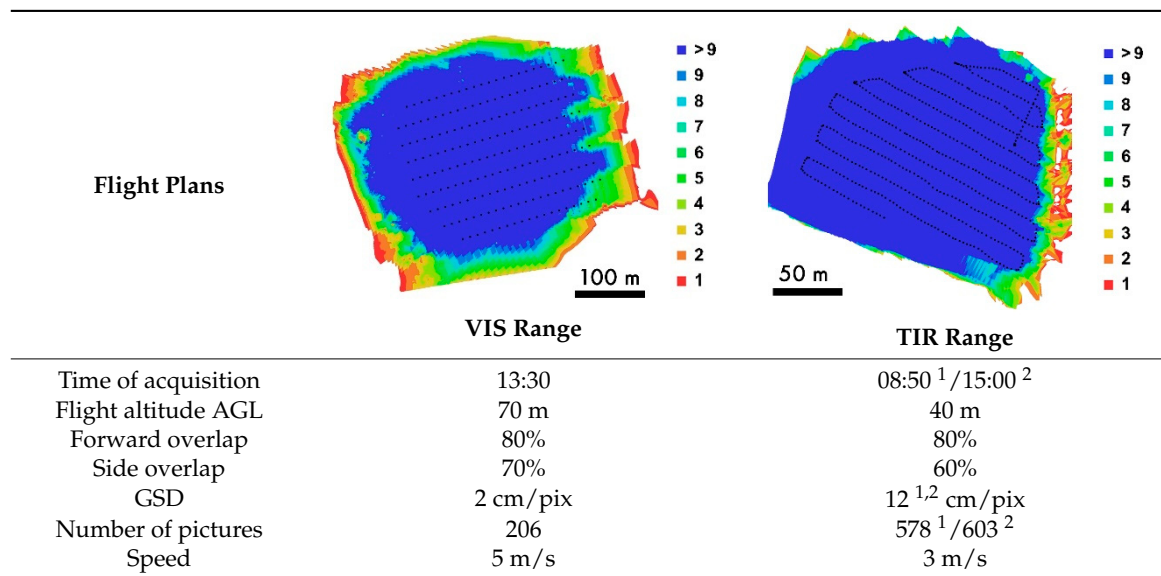 Flight Plans
> 9
9
8
7
6
5
4
3
2
1
100 m
VIS Range
> 9
9
8
7
6
5
4
3
2
1
50 m
TIR Range
Time of acquisition 13:30 08:50 ¹/15:00 ²
Flight altitude AGL 70 m 40 m
Forward overlap 80% 80%
Side overlap 70% 60%
GSD 2 cm/pix 12 ¹,² cm/pix
Number of pictures 206 578 ¹/603 ²
Speed 5 m/s 3 m/s